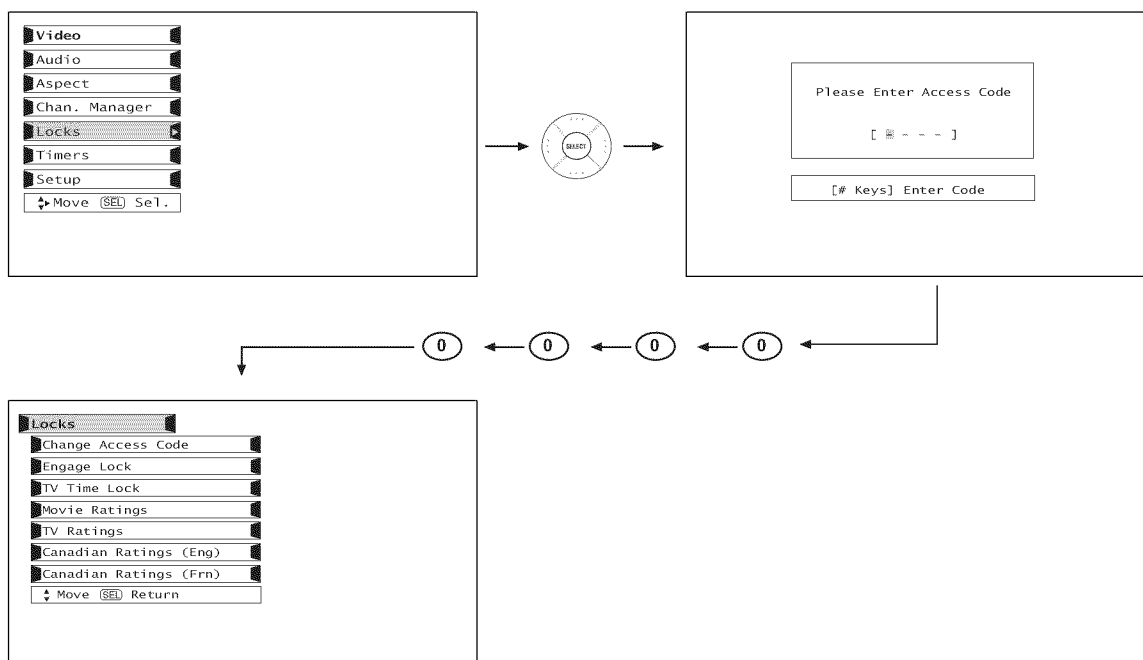 Video
Audio
Aspect
Chan. Manager
Locks
Timers
Setup
Move SEL Sel.
SELECT
Please Enter Access Code
[ - - - ]
[# Keys] Enter Code
0 0 0 0
Locks
Change Access Code
Engage Lock
TV Time Lock
Movie Ratings
TV Ratings
Canadian Ratings (Eng)
Canadian Ratings (Frn)
Move SEL Return